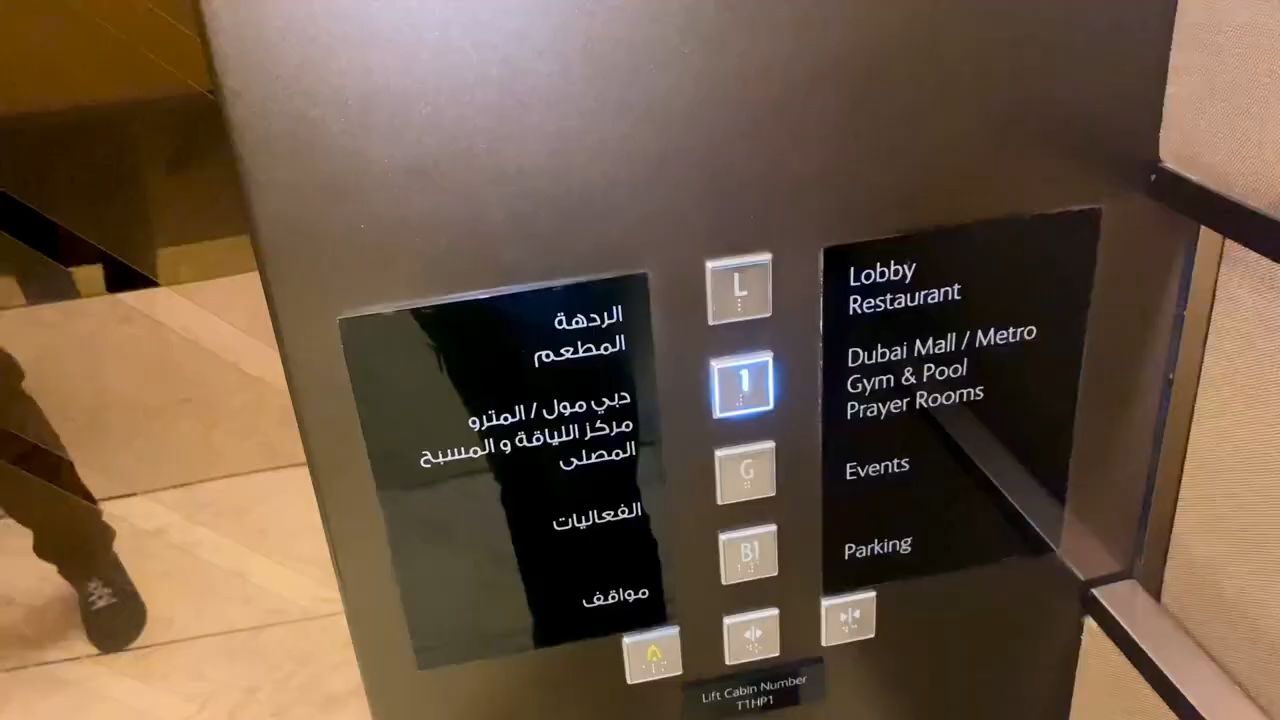 الردهة
المطعم
دبي مول / المترو
مركز اللياقة و المسبح
المصلى
الفعاليات
مواقف
L
1
G
B1
Lobby
Restaurant
Dubai Mall / Metro
Gym & Pool
Prayer Rooms
Events
Parking
Lift Cabin Number
T1HP1